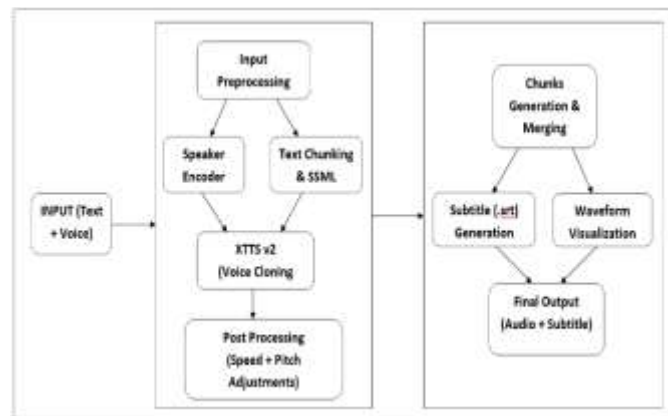 INPUT (Text
+ Voice)
Input
Preprocessing
Speaker
Encoder
Text Chunking
& SSML
XTTS v2
(Voice Cloning
Post Processing
(Speed + Pitch
Adjustments)
Chunks
Generation &
Merging
Subtitle (.srt)
Generation
Waveform
Visualization
Final Output
(Audio + Subtitle)